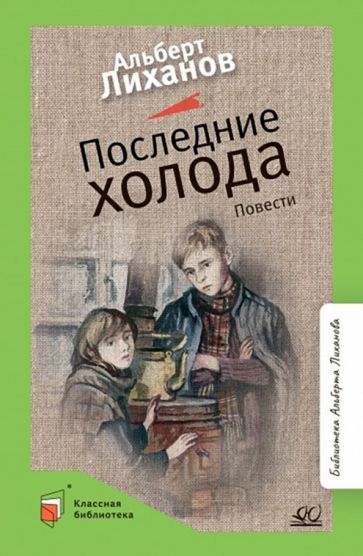 Альберт
Лиханов
Последние
холода
Повести
Библиотека Альберта Лиханова
Классная
библиотека